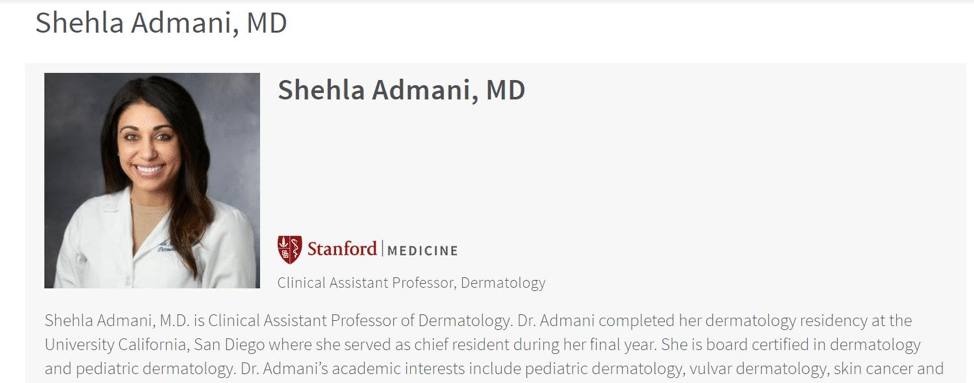 Shehla Admani, MD
Shehla Admani, MD
Stanford | MEDICINE
Clinical Assistant Professor, Dermatology
Shehla Admani, M.D. is Clinical Assistant Professor of Dermatology. Dr. Admani completed her dermatology residency at the
University California, San Diego where she served as chief resident during her final year. She is board certified in dermatology
and pediatric dermatology. Dr. Admani’s academic interests include pediatric dermatology, vulvar dermatology, skin cancer and